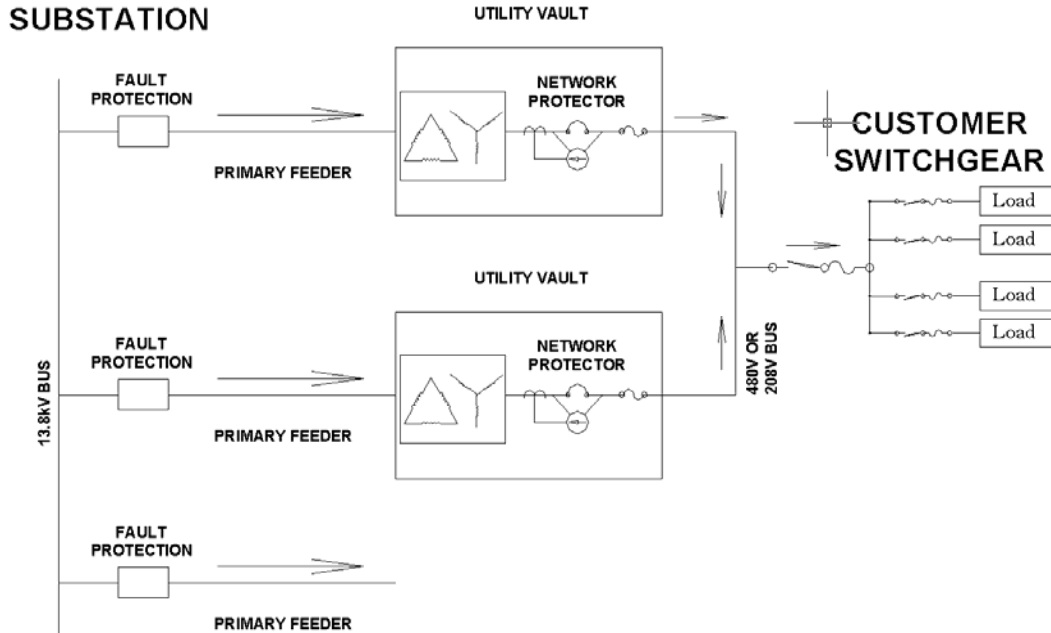 SUBSTATION
UTILITY VAULT
FAULT
PROTECTION
NETWORK
PROTECTOR
PRIMARY FEEDER
CUSTOMER
SWITCHGEAR
Load
Load
Load
Load
UTILITY VAULT
FAULT
PROTECTION
NETWORK
PROTECTOR
PRIMARY FEEDER
13.8kV BUS
480V OR
208V BUS
FAULT
PROTECTION
PRIMARY FEEDER